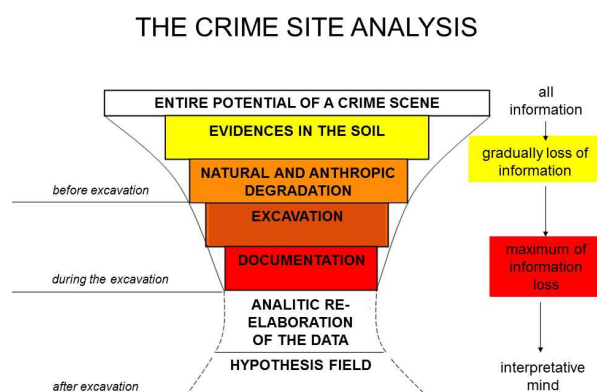 THE CRIME SITE ANALYSIS
ENTIRE POTENTIAL OF A CRIME SCENE
EVIDENCES IN THE SOIL
NATURAL AND ANTHROPIC
DEGRADATION
before excavation
EXCAVATION
DOCUMENTATION
during the excavation
ANALITIC RE-
ELABORATION
OF THE DATA
HYPOTHESIS FIELD
after excavation
all
information
gradually loss of
information
maximum of
information
loss
interpretative
mind